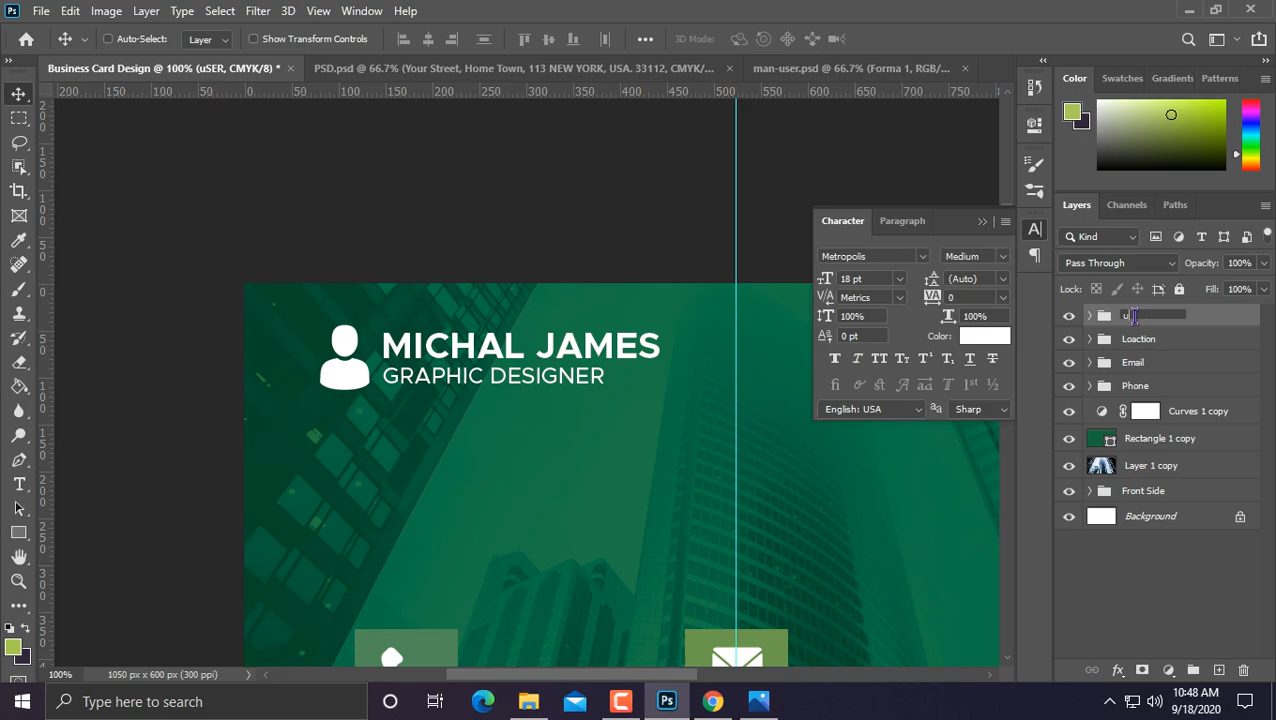 Ps File Edit Image Layer Type Select Filter 3D View Window Help
Auto-Select: Layer Show Transform Controls 3D Mode:
Business Card Design @ 100% (uSER, CMYK/8) * × PSD.psd @ 66.7% (Your Street, Home Town, 113 NEW YORK, USA. 33112, CMYK/... × man-user.psd @ 66.7% (Forma 1, RGB/... ×
200 150 100 50 0 50 100 150 200 250 300 350 400 450 500 550 600 650 700 750
Color Swatches Gradients Patterns
Layers Channels Paths
Kind
Pass Through Opacity: 100%
Lock: Fill: 100%
u
Loaction
Email
Phone
Curves 1 copy
Rectangle 1 copy
Layer 1 copy
Front Side
Background
Character Paragraph
Metropolis Medium
18 pt (Auto)
Metrics 0
100% 100%
0 pt Color:
English: USA Sharp
MICHAL JAMES
GRAPHIC DESIGNER
100% 1050 px x 600 px (300 ppi)
Type here to search
10:48 AM
9/18/2020